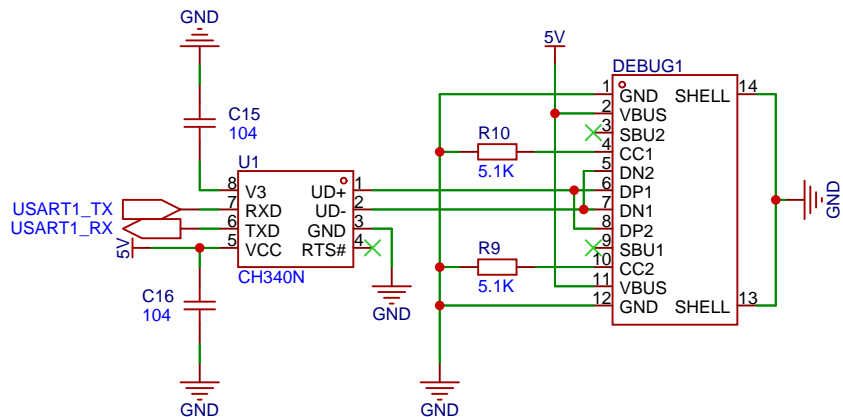 GND
5V
DEBUG1
C15
104
R10
5.1K
U1
1 GND SHELL 14
2 VBUS
3 SBU2
4 CC1
5 DN2
6 DP1
7 DN1
8 DP2
9 SBU1
10 CC2
11 VBUS
12 GND SHELL 13
8 V3 UD+ 1
7 RXD UD- 2
6 TXD GND 3
5 VCC RTS# 4
USART1_TX
USART1_RX
5V
CH340N
GND
R9
5.1K
C16
104
GND
GND
GND